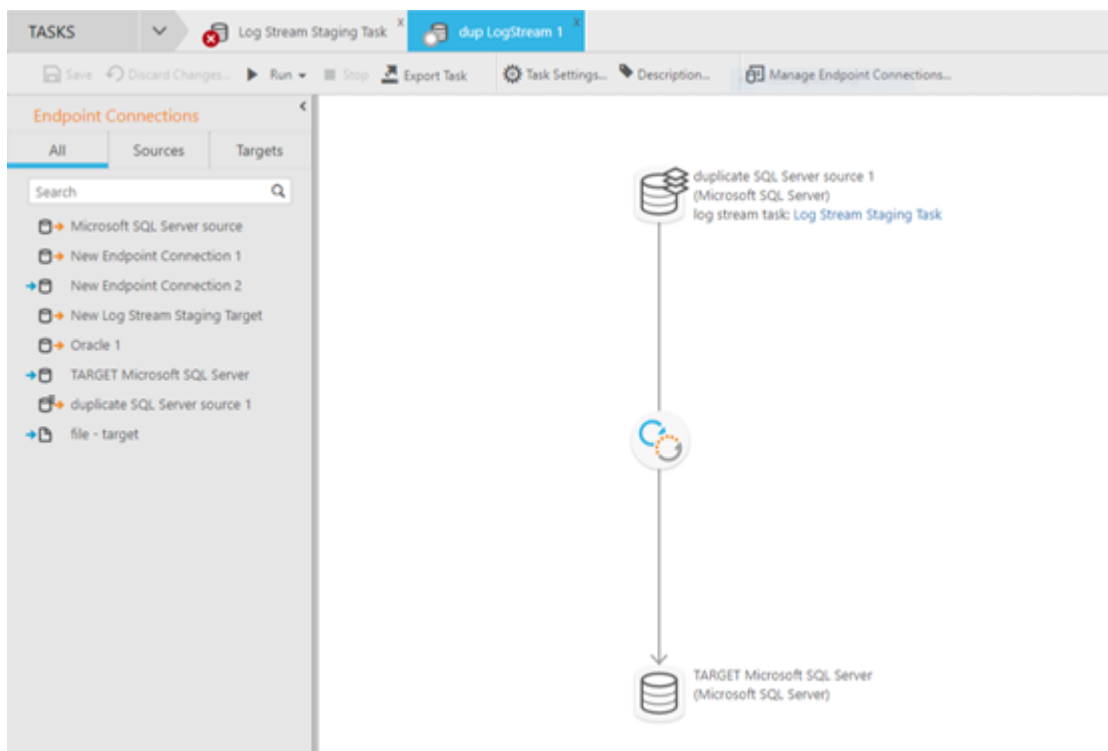 TASKS
Log Stream Staging Task
x
dup LogStream 1
x
Save
Discard Changes...
Run
Stop
Export Task
Task Settings...
Description...
Manage Endpoint Connections...
Endpoint Connections
All
Sources
Targets
Search
Microsoft SQL Server source
New Endpoint Connection 1
New Endpoint Connection 2
New Log Stream Staging Target
Oracle 1
TARGET Microsoft SQL Server
duplicate SQL Server source 1
file - target
duplicate SQL Server source 1
(Microsoft SQL Server)
log stream task: Log Stream Staging Task
TARGET Microsoft SQL Server
(Microsoft SQL Server)